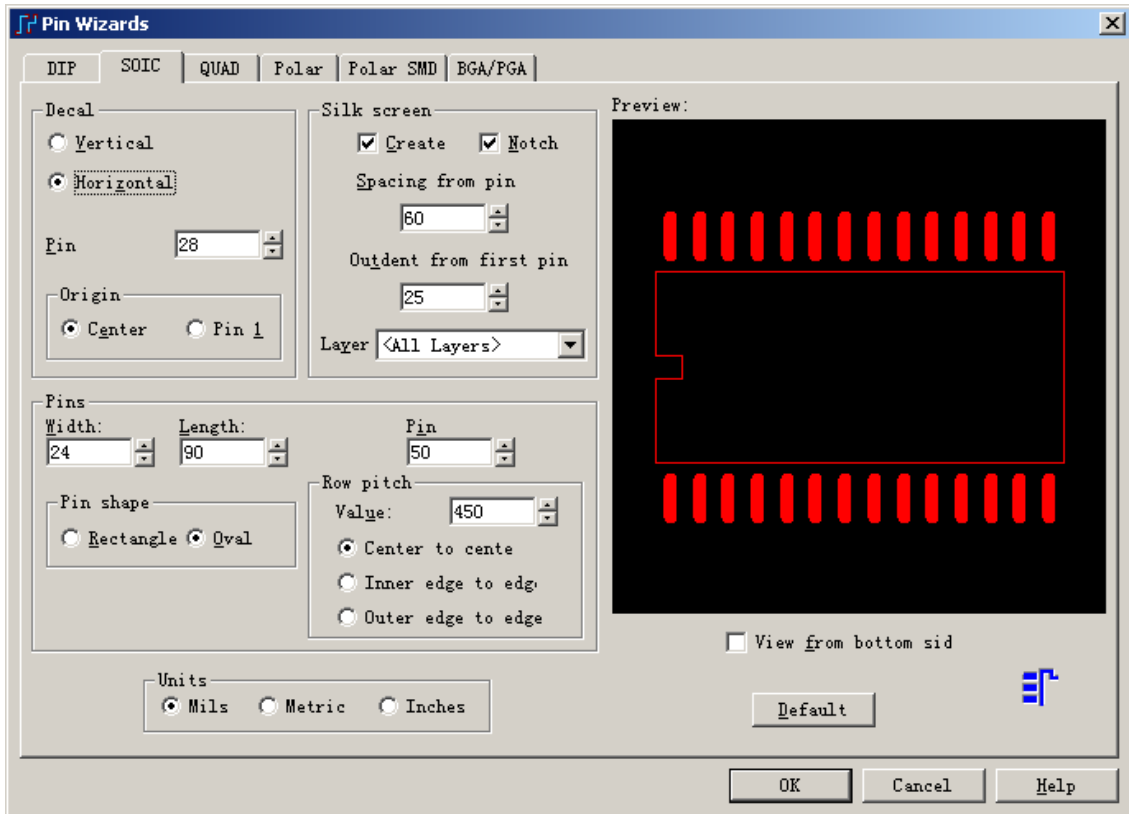 Pin Wizards
DIP SOIC QUAD Polar Polar SMD BGA/PGA
Decal
Vertical
Horizontal
Pin 28
Origin
Center Pin 1
Silk screen
Create Notch
Spacing from pin
60
Outdent from first pin
25
Layer <All Layers>
Preview:
Pins
Width: Length: Pin
24 90 50
Pin shape
Rectangle Oval
Row pitch
Value: 450
Center to cente
Inner edge to edg
Outer edge to edge
View from bottom sid
Units
Mils Metric Inches
Default
OK Cancel Help